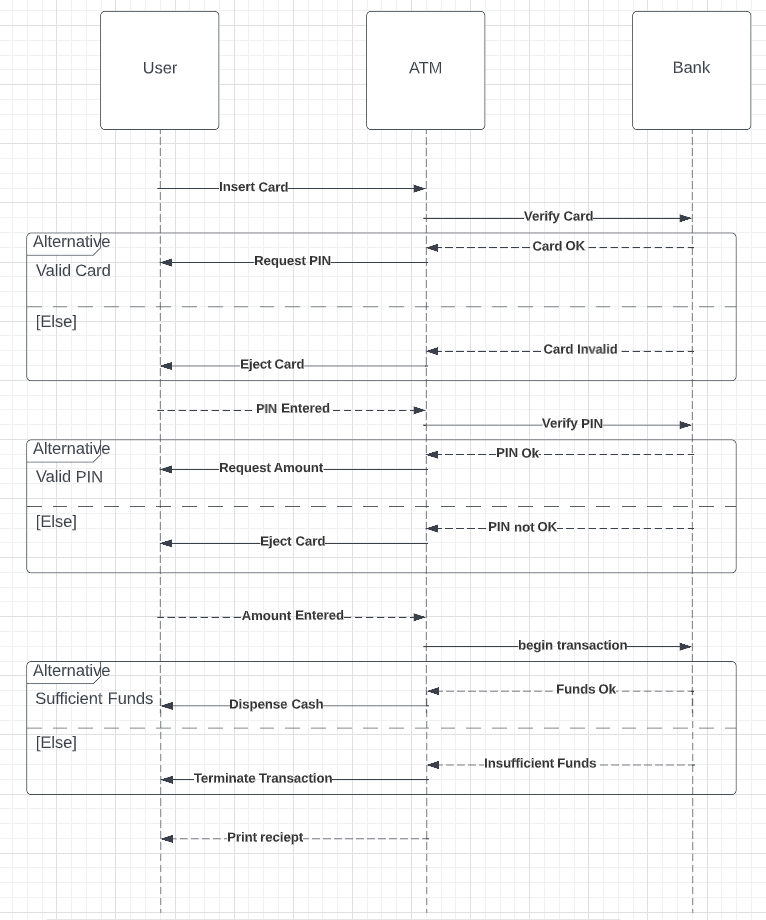 User
ATM
Bank
Insert Card
Verify Card
Alternative
Card OK
Request PIN
Valid Card
[Else]
Card Invalid
Eject Card
PIN Entered
Verify PIN
Alternative
PIN Ok
Request Amount
Valid PIN
[Else]
PIN not OK
Eject Card
Amount Entered
begin transaction
Alternative
Funds Ok
Sufficient Funds
Dispense Cash
[Else]
Insufficient Funds
Terminate Transaction
Print reciept